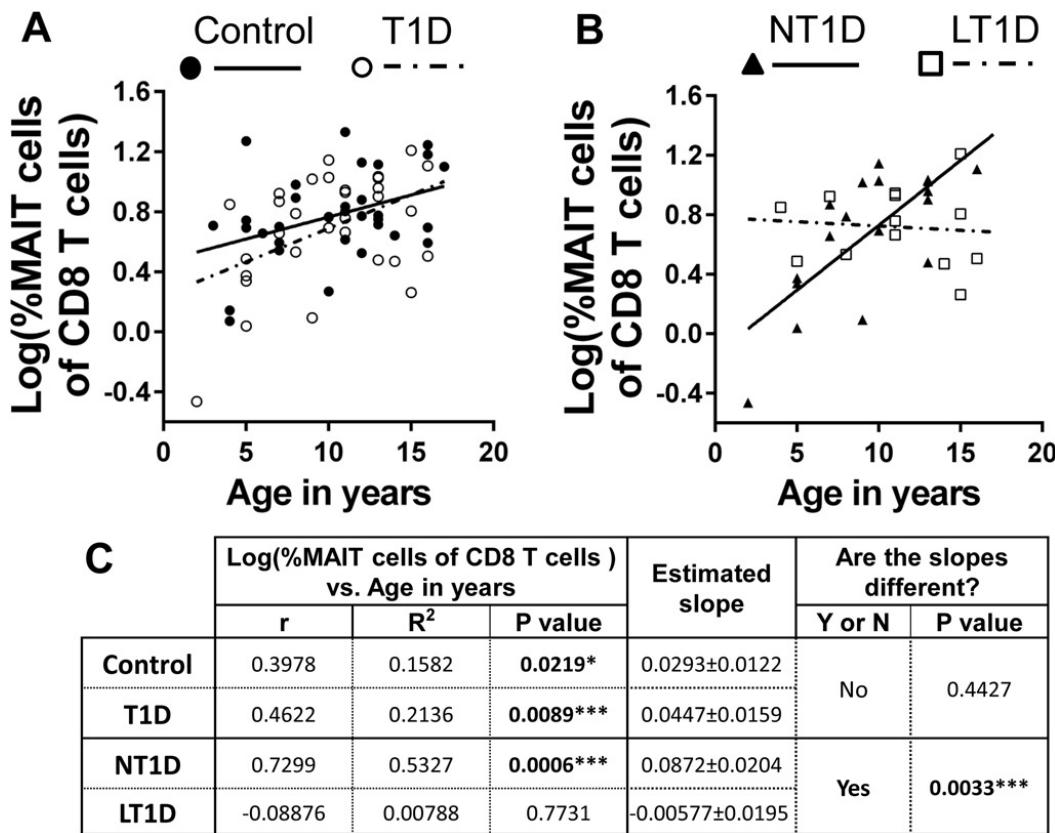 A
Control T1D
Log(%MAIT cells
of CD8 T cells)
1.6
1.2
0.8
0.4
0.0
-0.4
0 5 10 15 20
Age in years
B
NT1D LT1D
Log(%MAIT cells
of CD8 T cells)
1.6
1.2
0.8
0.4
0.0
-0.4
0 5 10 15 20
Age in years
C
Log(%MAIT cells of CD8 T cells )
vs. Age in years
Estimated
slope
Are the slopes
different?
r R² P value Y or N P value
Control 0.3978 0.1582 0.0219* 0.0293±0.0122
No 0.4427
T1D 0.4622 0.2136 0.0089*** 0.0447±0.0159
NT1D 0.7299 0.5327 0.0006*** 0.0872±0.0204
Yes 0.0033***
LT1D -0.08876 0.00788 0.7731 -0.00577±0.0195